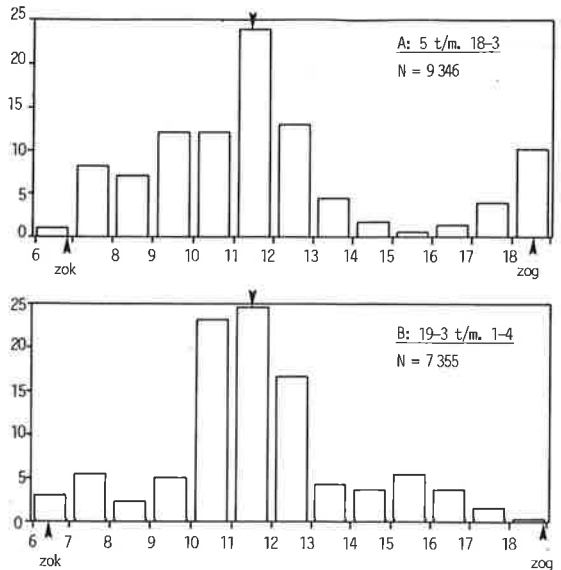 25
A: 5 t/m. 18-3
20
N = 9 346
15
10
5
0
6 8 9 10 11 12 13 14 15 16 17 18
zok zog
25
B: 19-3 t/m. 1-4
20
N = 7 355
15
10
5
0
6 7 8 9 10 11 12 13 14 15 16 17 18
zok zog